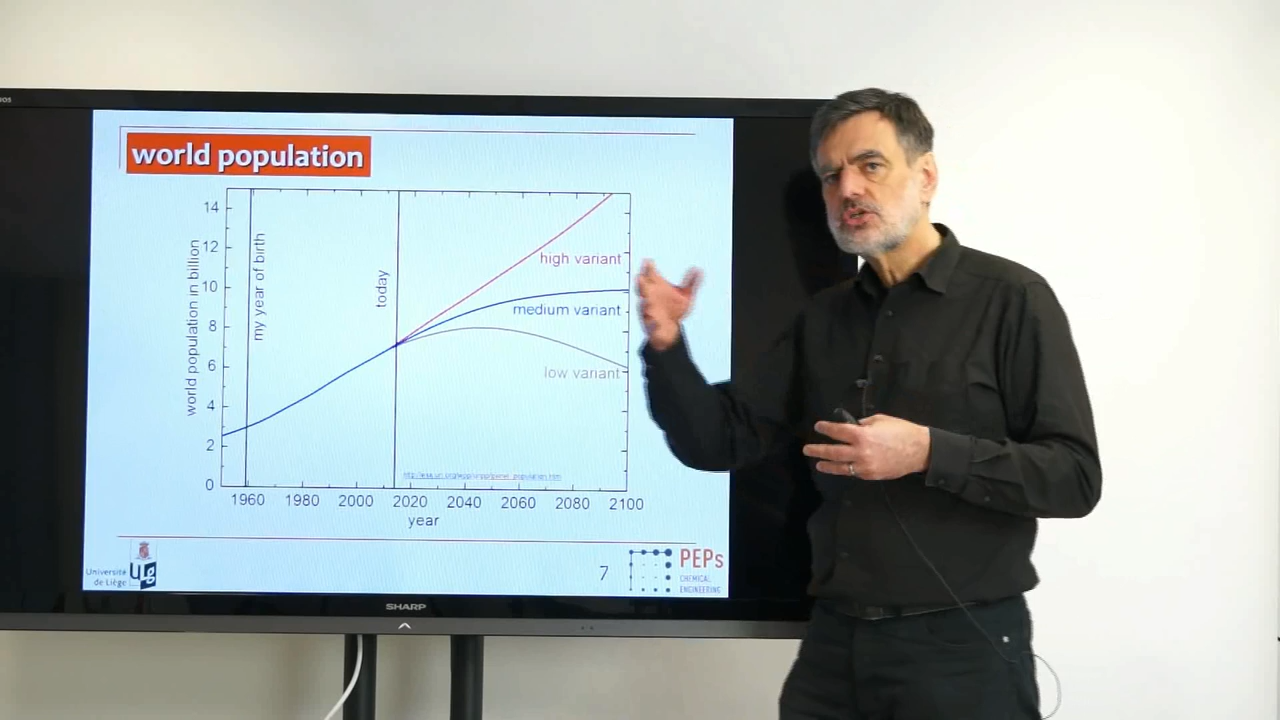 world population
14
12
10
8
6
4
2
0
world population in billion
my year of birth
today
high variant
medium variant
low variant
1960 1980 2000 2020 2040 2060 2080 2100
year
Université
de Liège
7
PEPs
CHEMICAL
ENGINEERING
SHARP